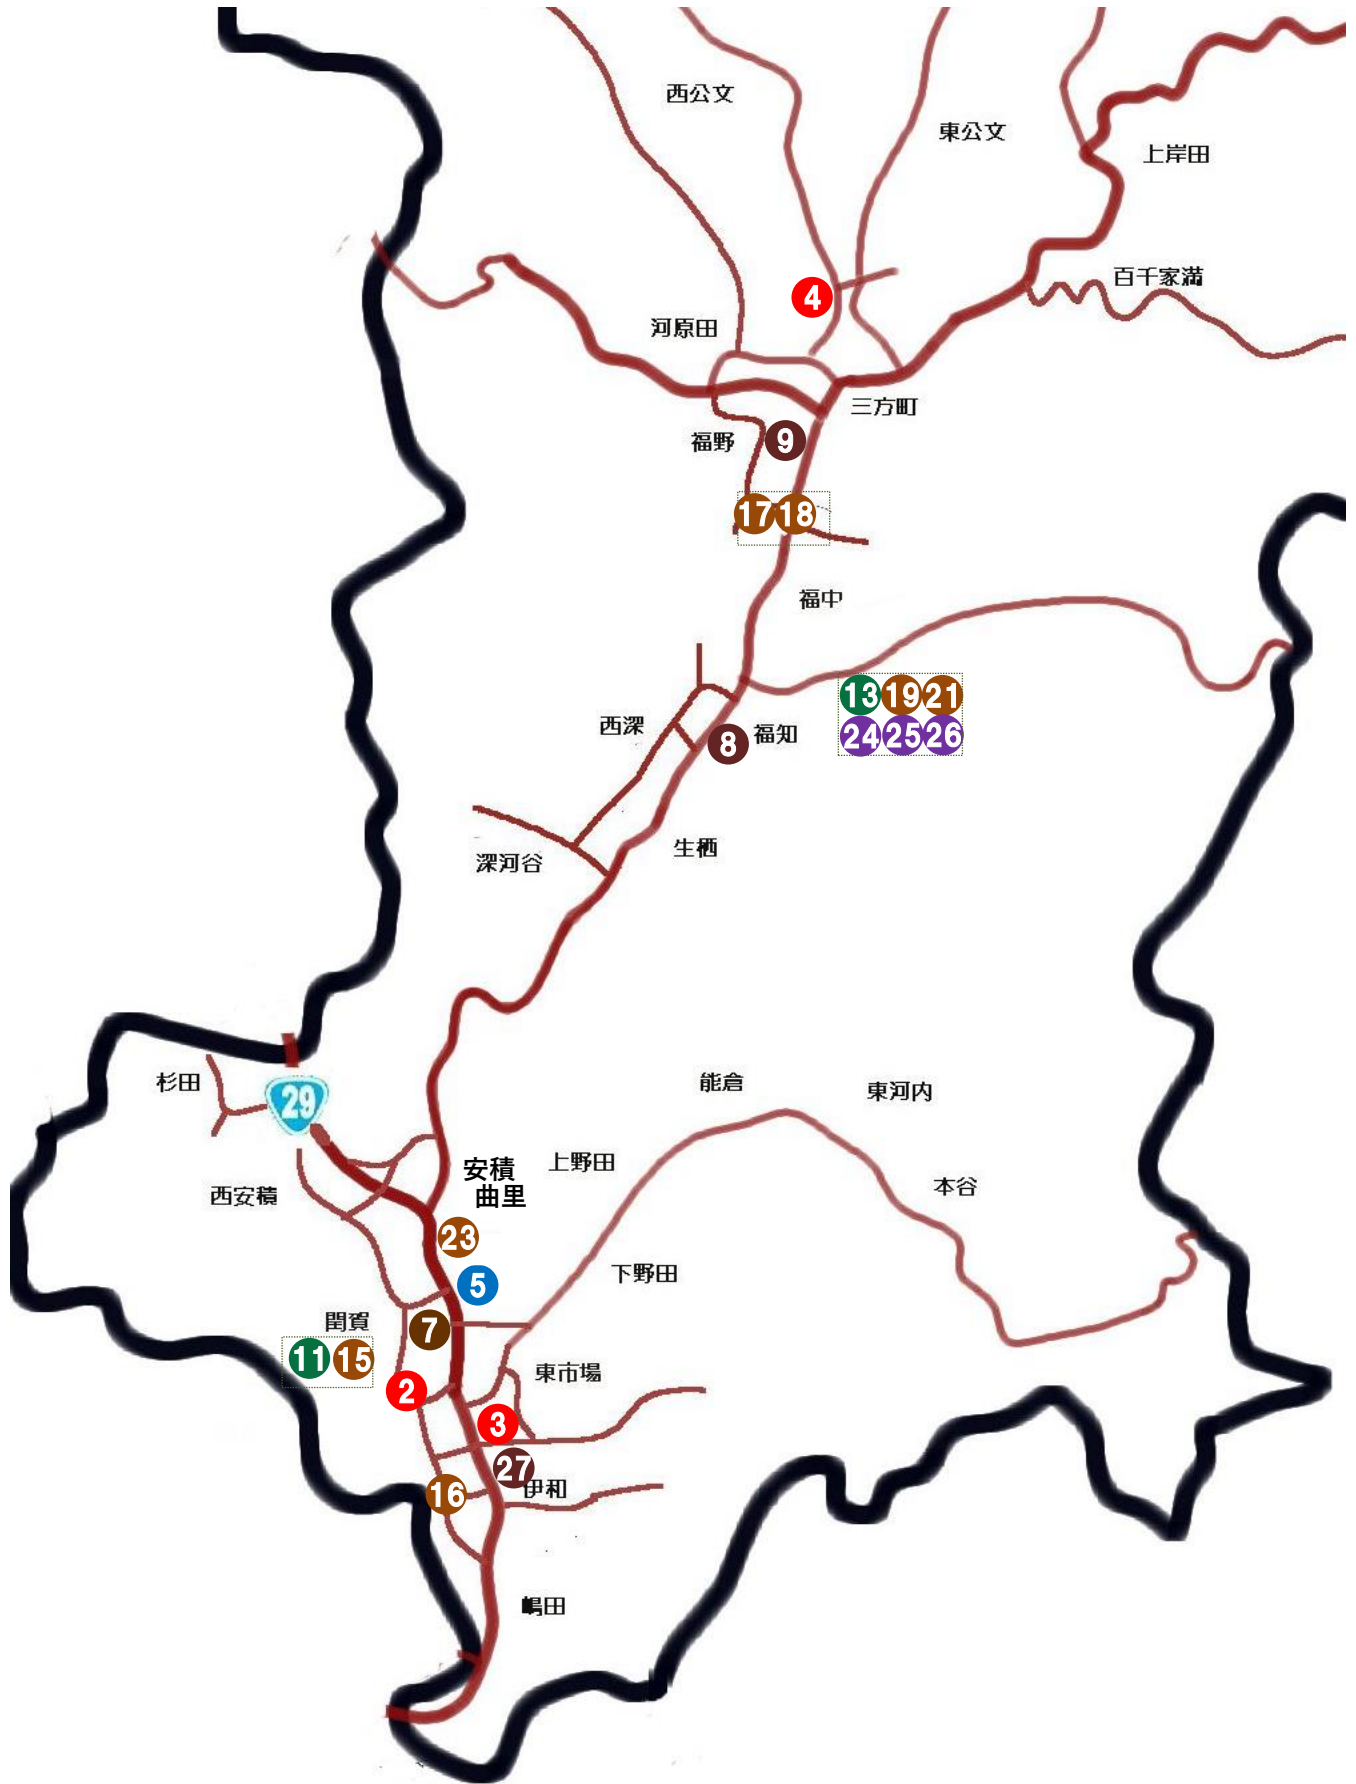 西公文
東公文
上岸田
百千家満
4
河原田
三方町
福野
9
17 18
福中
13 19 21
西深
8
福知
24 25 26
生栖
深河谷
杉田
29
能倉
東河内
安積
曲里
上野田
西安積
本谷
23
下野田
5
閏賀
7
11 15
東市場
2
3
27
伊和
16
嶋田